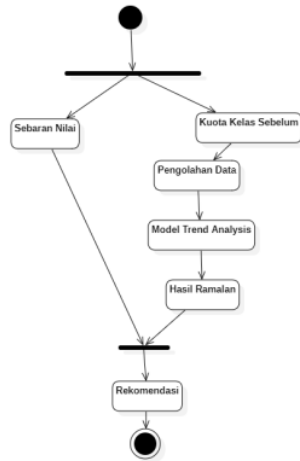 Sebaran Nilai
Kuota Kelas Sebelum
Pengolahan Data
Model Trend Analysis
Hasil Ramalan
Rekomendasi